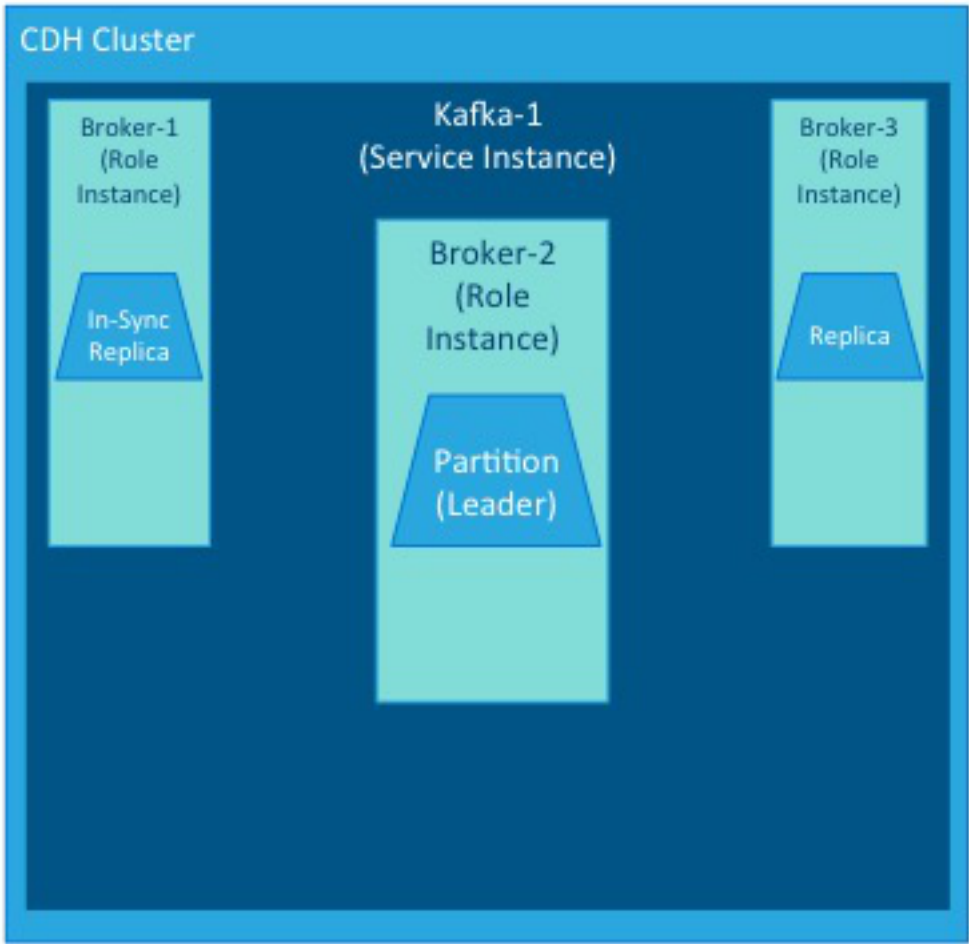 CDH Cluster
Kafka-1
(Service Instance)
Broker-1
(Role
Instance)
In-Sync
Replica
Broker-2
(Role
Instance)
Partition
(Leader)
Broker-3
(Role
Instance)
Replica